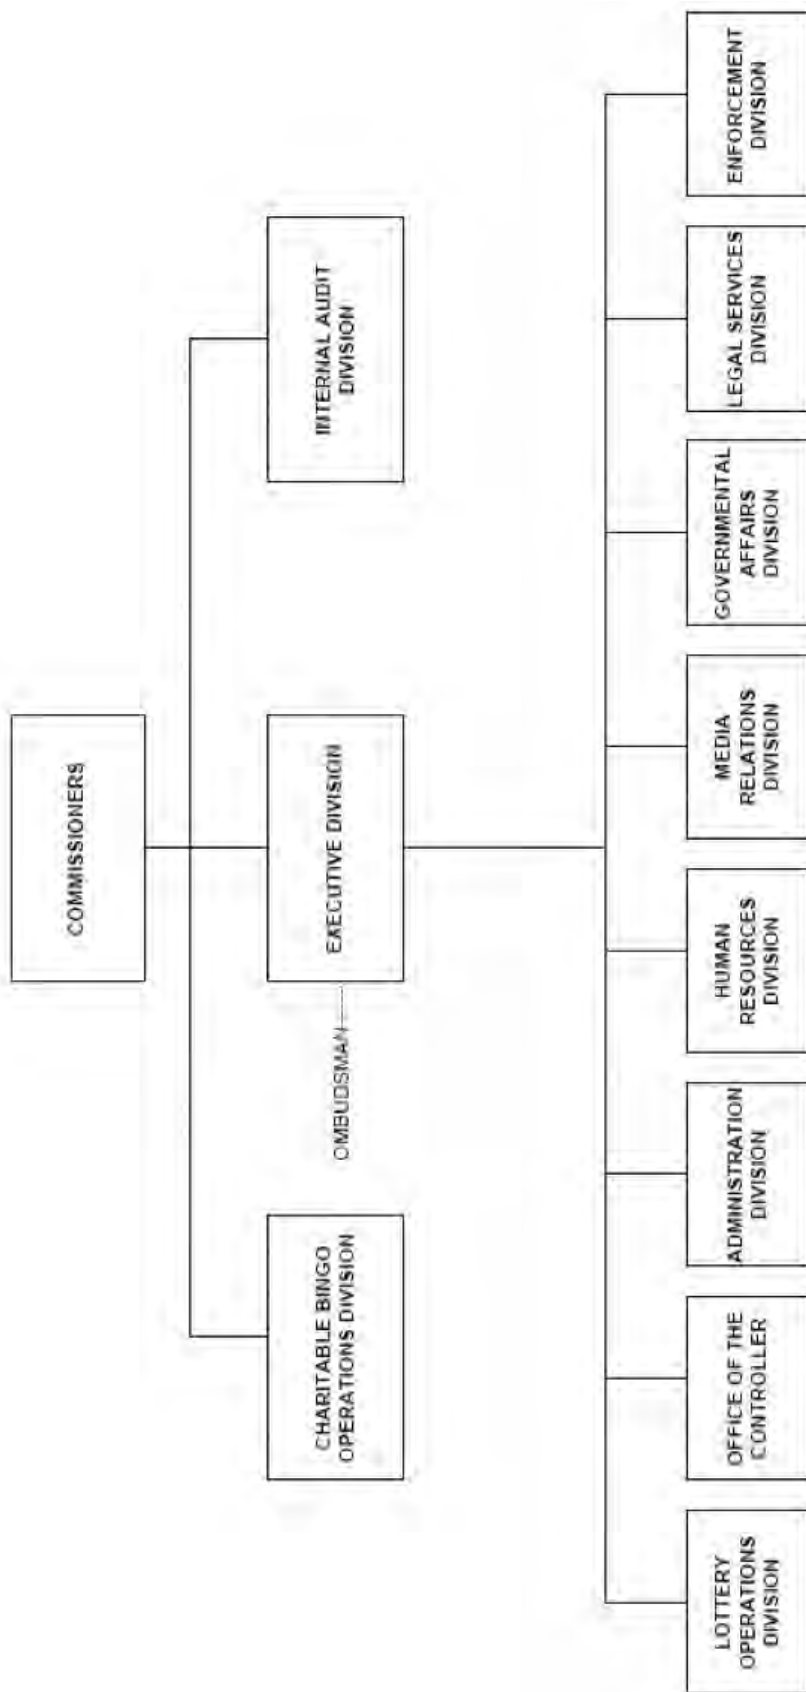 COMMISSIONERS
CHARITABLE BINGO
OPERATIONS DIVISION
OMBUDSMAN
EXECUTIVE DIVISION
INTERNAL AUDIT
DIVISION
LOTTERY
OPERATIONS
DIVISION
OFFICE OF THE
CONTROLLER
ADMINISTRATION
DIVISION
HUMAN
RESOURCES
DIVISION
MEDIA
RELATIONS
DIVISION
GOVERNMENTAL
AFFAIRS
DIVISION
LEGAL SERVICES
DIVISION
ENFORCEMENT
DIVISION